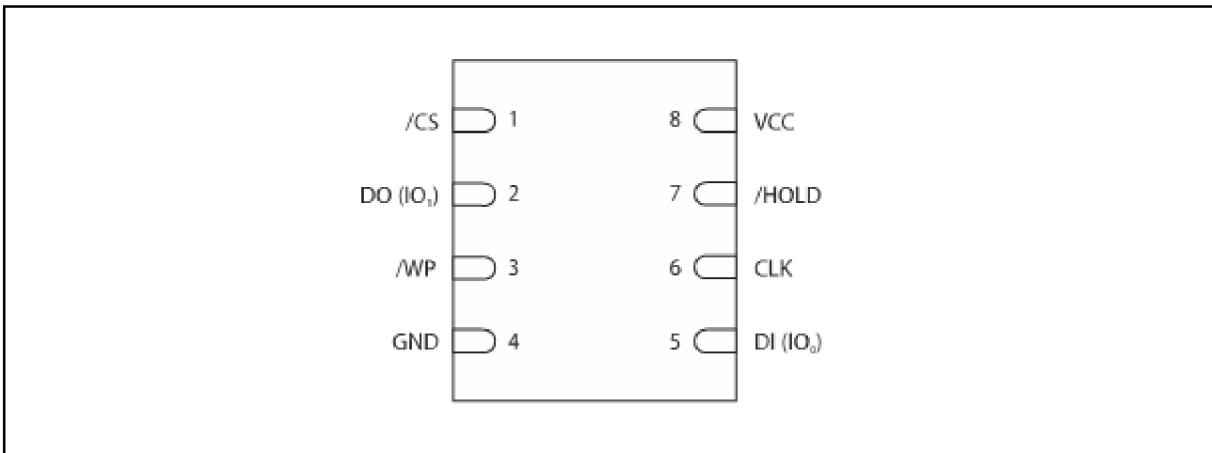 /CS 1 8 VCC
DO (IO₁) 2 7 /HOLD
/WP 3 6 CLK
GND 4 5 DI (IO₀)